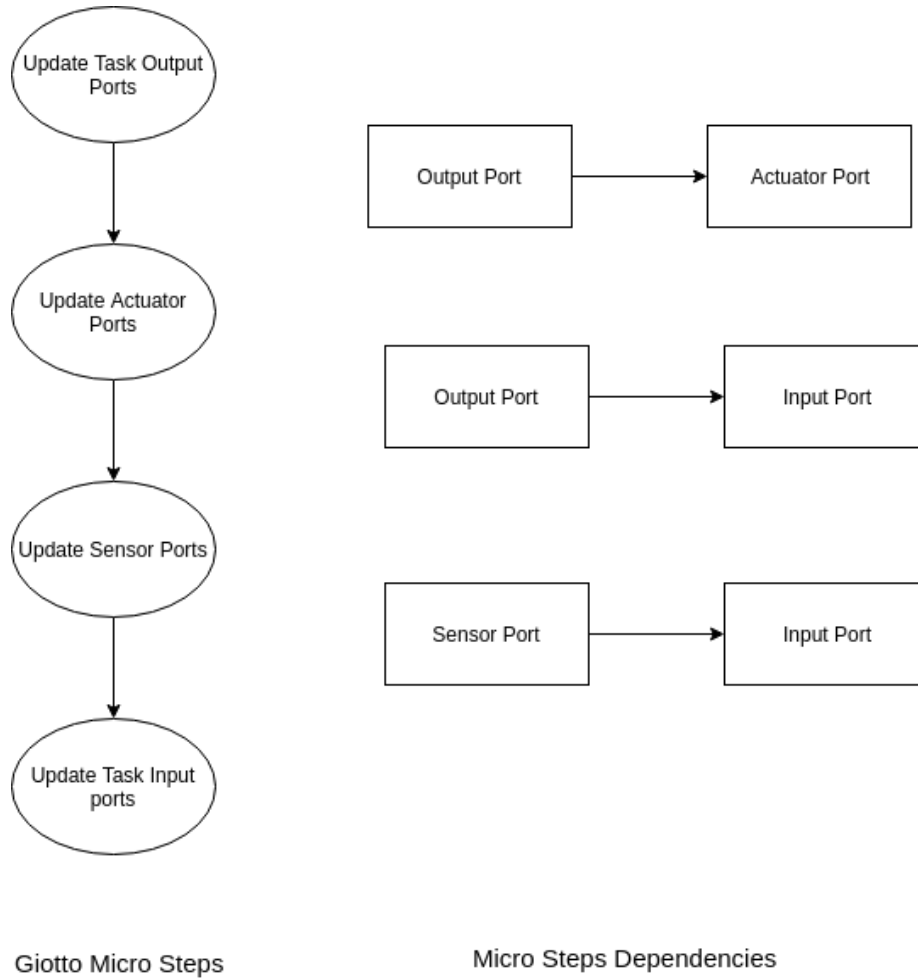 Update Task Output
Ports
Update Actuator
Ports
Update Sensor Ports
Update Task Input
ports
Giotto Micro Steps
Output Port
Actuator Port
Output Port
Input Port
Sensor Port
Input Port
Micro Steps Dependencies